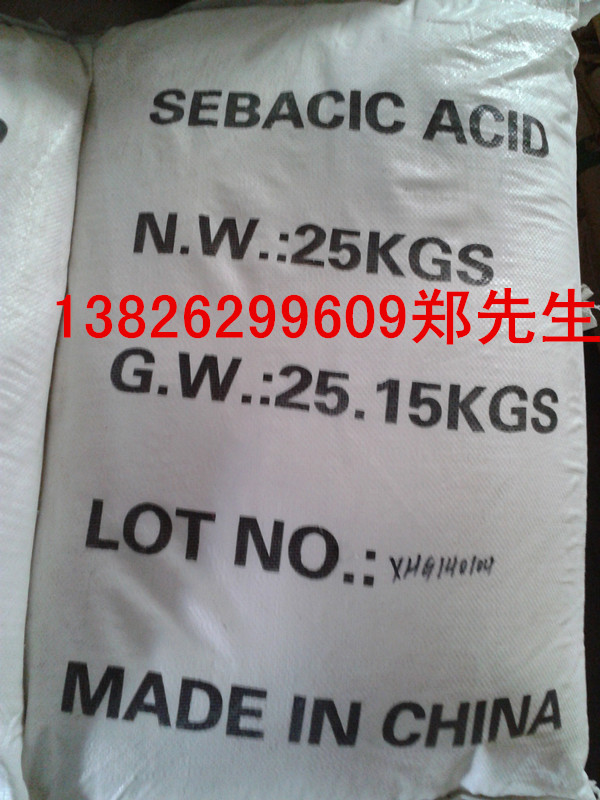 SEBACIC ACID
N.W.:25KGS
13826299609郑先生
G.W.:25.15KGS
LOT NO.: XHG140104
MADE IN CHINA